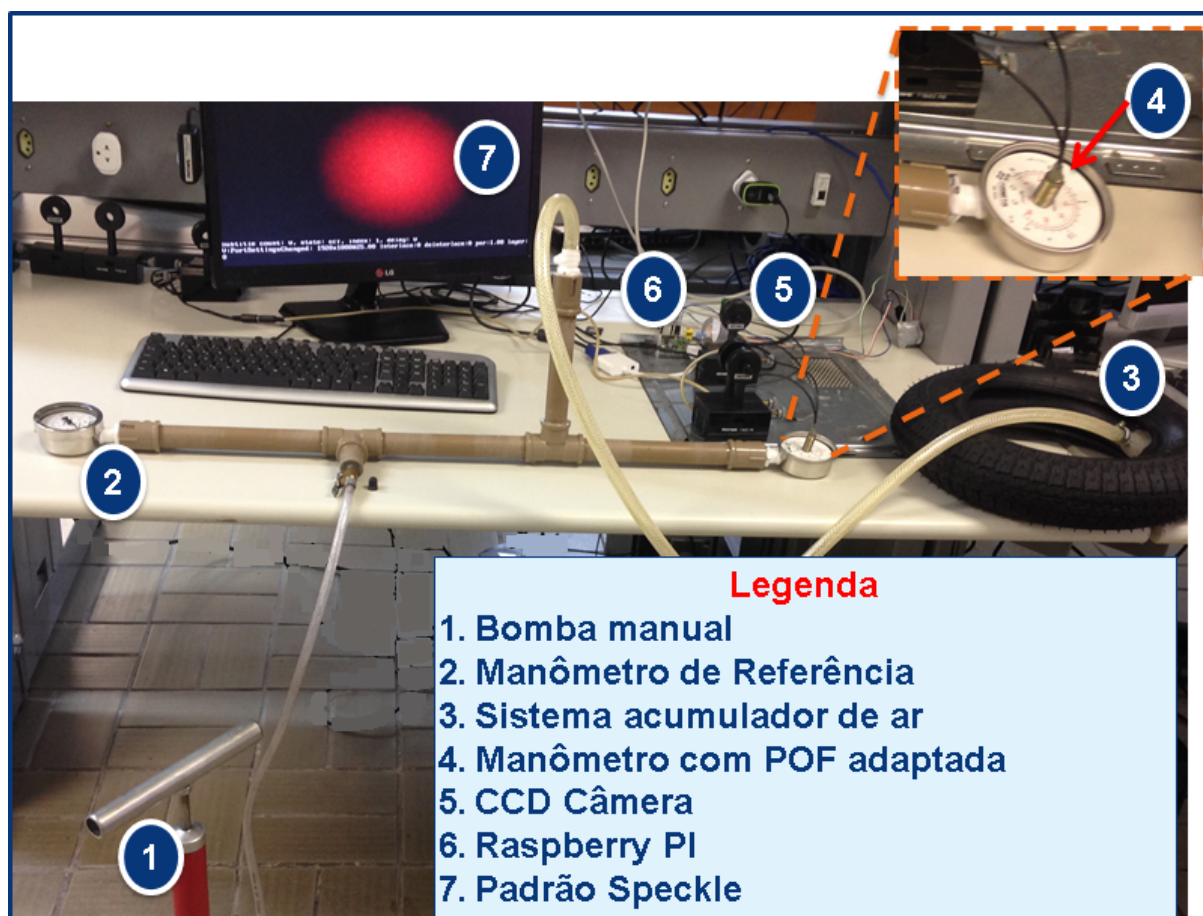 7
4
6
5
3
2
1
LG
Legenda
1. Bomba manual
2. Manômetro de Referência
3. Sistema acumulador de ar
4. Manômetro com POF adaptada
5. CCD Câmera
6. Raspberry PI
7. Padrão Speckle